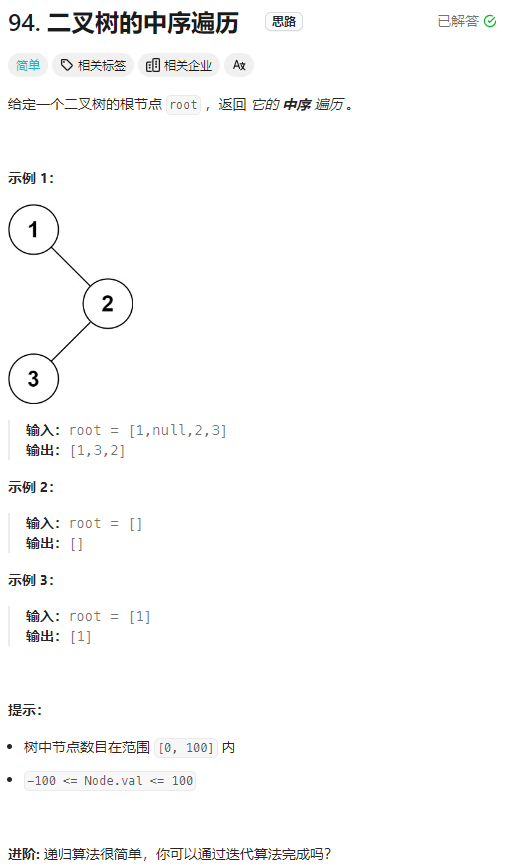 94. 二叉树的中序遍历 思路 已解答
简单 相关标签 相关企业 Aд
给定一个二叉树的根节点 root ，返回 它的 中序 遍历 。
示例 1：
1
2
3
输入：root = [1,null,2,3]
输出：[1,3,2]
示例 2：
输入：root = []
输出：[]
示例 3：
输入：root = [1]
输出：[1]
提示：
树中节点数目在范围 [0, 100] 内
-100 <= Node.val <= 100
进阶: 递归算法很简单，你可以通过迭代算法完成吗？